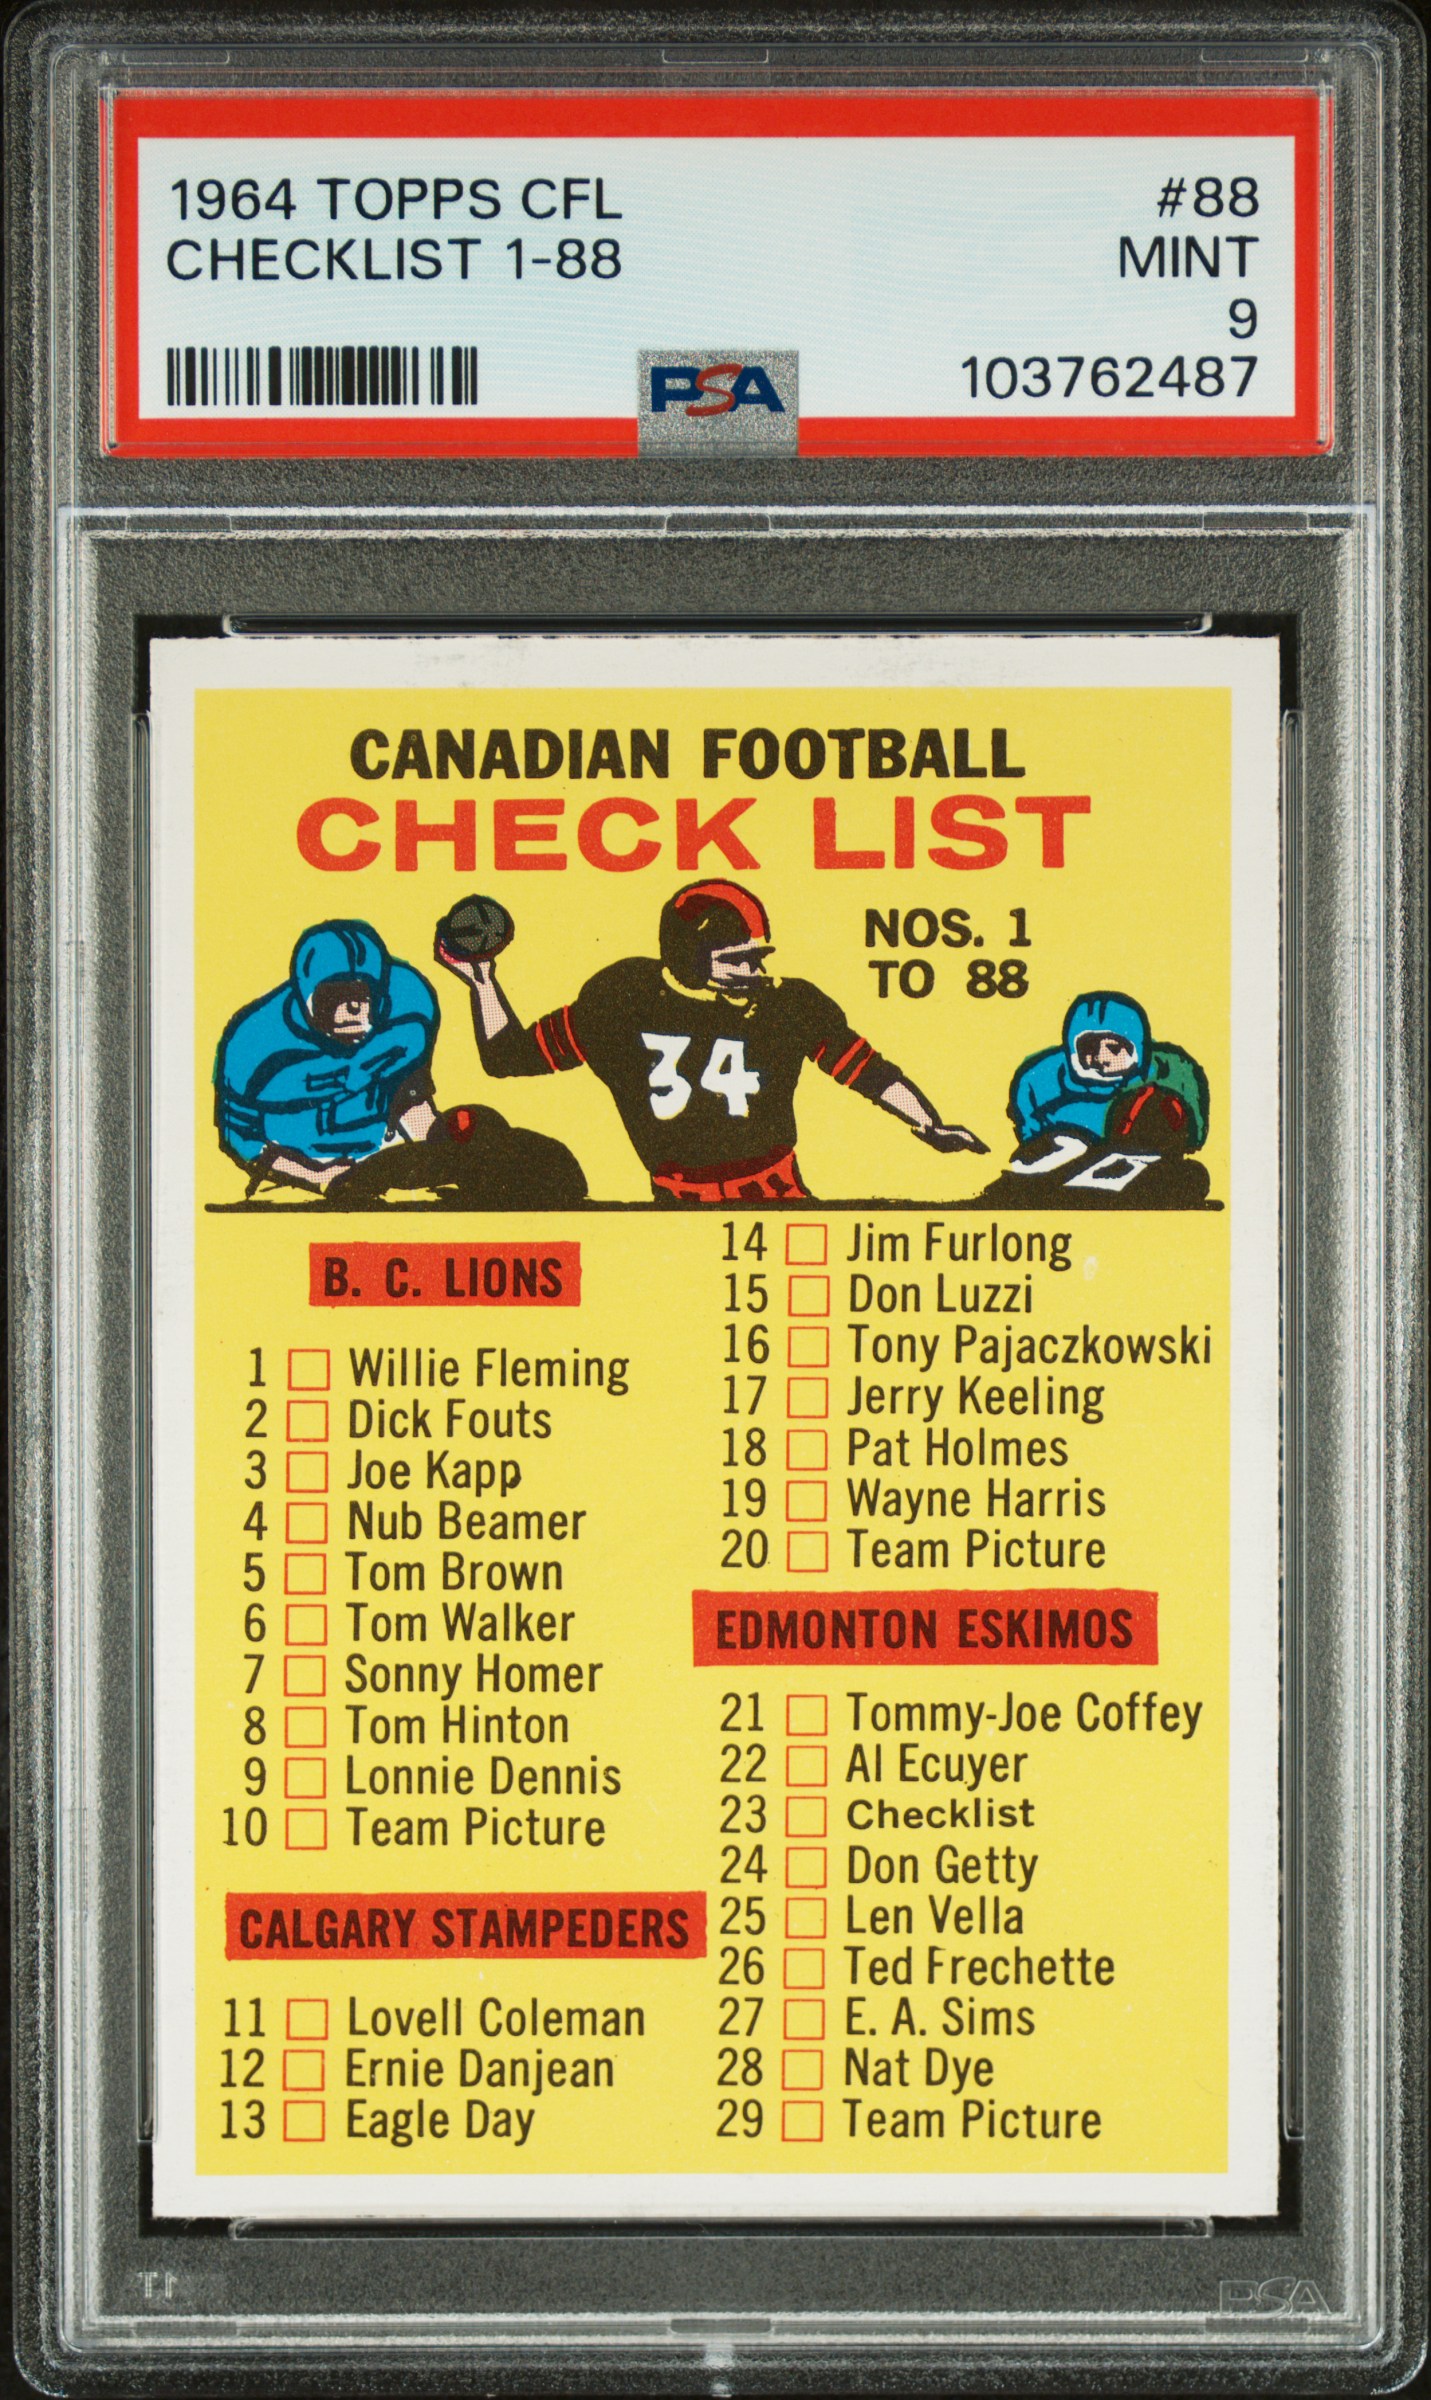 1964 TOPPS CFL
#88
CHECKLIST 1-88
MINT
9
103762487
PSA
CANADIAN FOOTBALL
CHECK LIST
NOS. 1
TO 88
34
B. C. LIONS
1 Willie Fleming
2 Dick Fouts
3 Joe Kapp
4 Nub Beamer
5 Tom Brown
6 Tom Walker
7 Sonny Homer
8 Tom Hinton
9 Lonnie Dennis
10 Team Picture
CALGARY STAMPEDERS
11 Lovell Coleman
12 Ernie Danjean
13 Eagle Day
14 Jim Furlong
15 Don Luzzi
16 Tony Pajaczkowski
17 Jerry Keeling
18 Pat Holmes
19 Wayne Harris
20 Team Picture
EDMONTON ESKIMOS
21 Tommy-Joe Coffey
22 Al Ecuyer
23 Checklist
24 Don Getty
25 Len Vella
26 Ted Frechette
27 E. A. Sims
28 Nat Dye
29 Team Picture
PSA